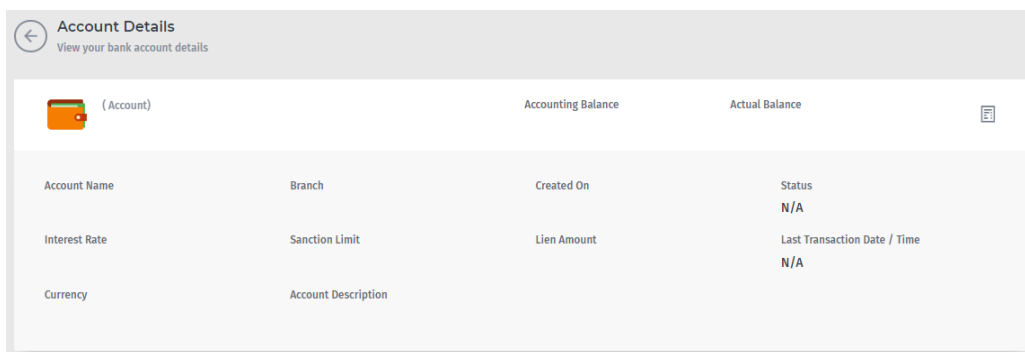 Account Details
View your bank account details
( Account)
Accounting Balance
Actual Balance
Account Name
Branch
Created On
Status
N/A
Interest Rate
Sanction Limit
Lien Amount
Last Transaction Date / Time
N/A
Currency
Account Description